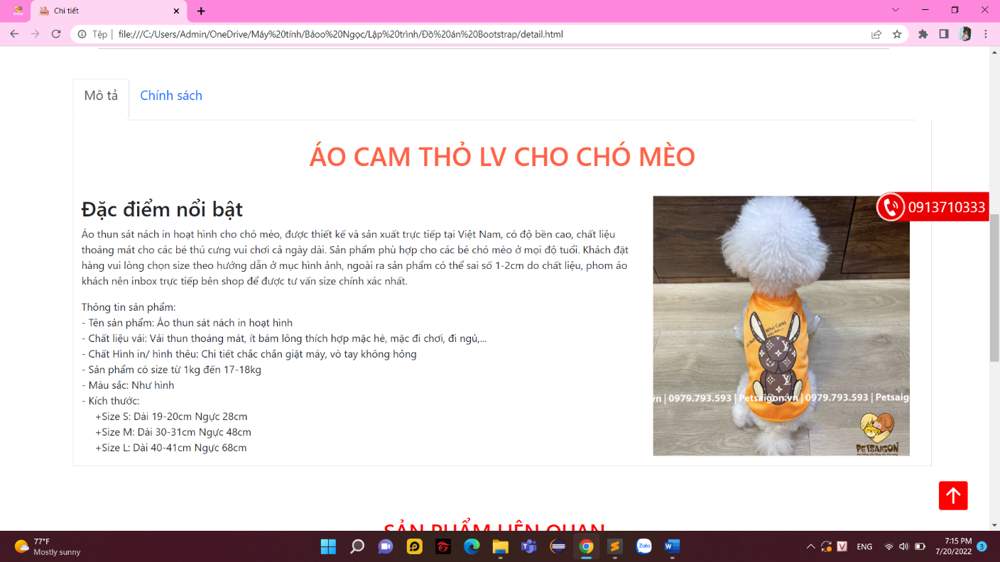 Chi tiết
Tệp | file:///C:/Users/Admin/OneDrive/Máy%20tính/Bảoo%20Ngọc/Lập%20trình/Đồ%20án%20Bootstrap/detail.html
Mô tả
Chính sách
ÁO CAM THỎ LV CHO CHÓ MÈO
Đặc điểm nổi bật
Áo thun sát nách in hoạt hình cho chó mèo, được thiết kế và sản xuất trực tiếp tại Việt Nam, có độ bền cao, chất liệu
thoáng mát cho các bé thú cưng vui chơi cả ngày dài. Sản phẩm phù hợp cho các bé chó mèo ở mọi độ tuổi. Khách đặt
hàng vui lòng chọn size theo hướng dẫn ở mục hình ảnh, ngoài ra sản phẩm có thể sai số 1-2cm do chất liệu, phom áo
khách nên inbox trực tiếp bên shop để được tư vấn size chính xác nhất.
Thông tin sản phẩm:
- Tên sản phẩm: Áo thun sát nách in hoạt hình
- Chất liệu vải: Vải thun thoáng mát, ít bám lông thích hợp mặc hè, mặc đi chơi, đi ngủ,...
- Chất Hình in/ hình thêu: Chi tiết chắc chắn giặt máy, vò tay không hỏng
- Sản phẩm có size từ 1kg đến 17-18kg
- Màu sắc: Như hình
- Kích thước:
+Size S: Dài 19-20cm Ngực 28cm
+Size M: Dài 30-31cm Ngực 48cm
+Size L: Dài 40-41cm Ngực 68cm
0913710333
Who Cares
vn | 0979.793.593 | Petsaigon.vn | 0979.793.593 | Petsaig
PETSAIGON
SẢN PHẨM LIÊN QUAN
77°F
Mostly sunny
Zalo
ENG
7:15 PM
7/20/2022
3